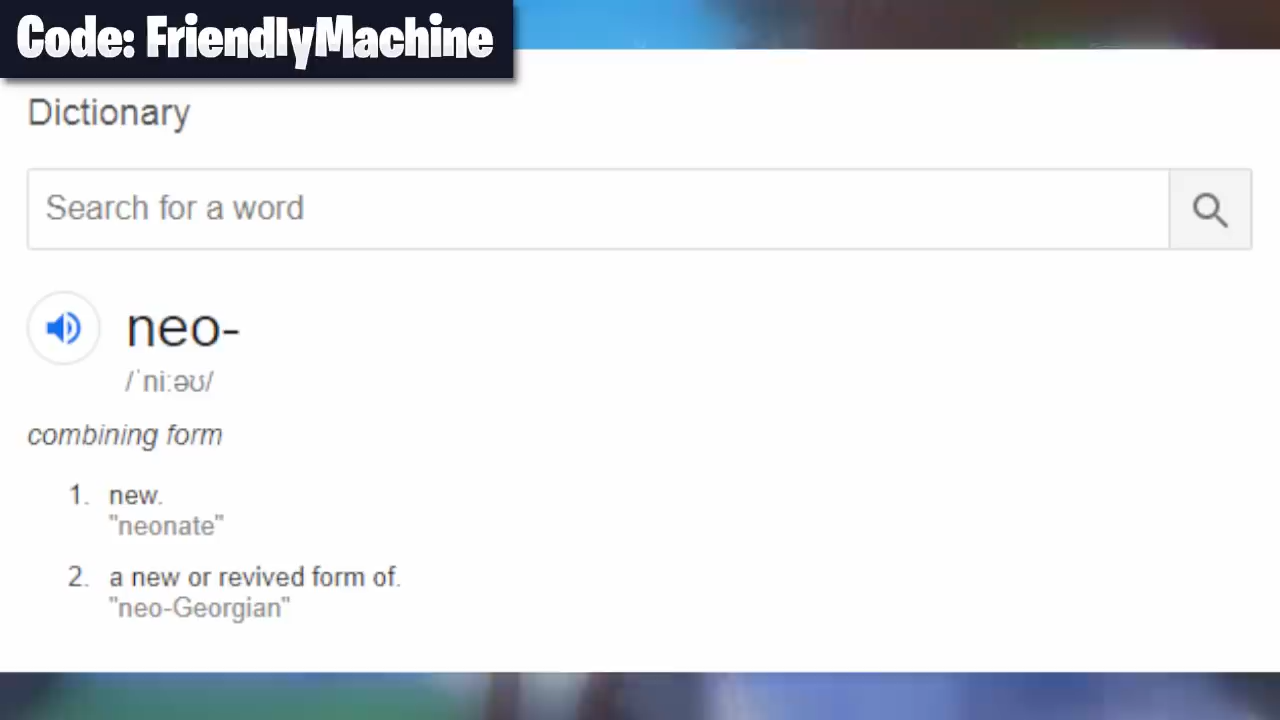 Code: FriendlyMachine
Dictionary
Search for a word
neo-
/ˈniːəʊ/
combining form
1. new.
"neonate"
2. a new or revived form of.
"neo-Georgian"